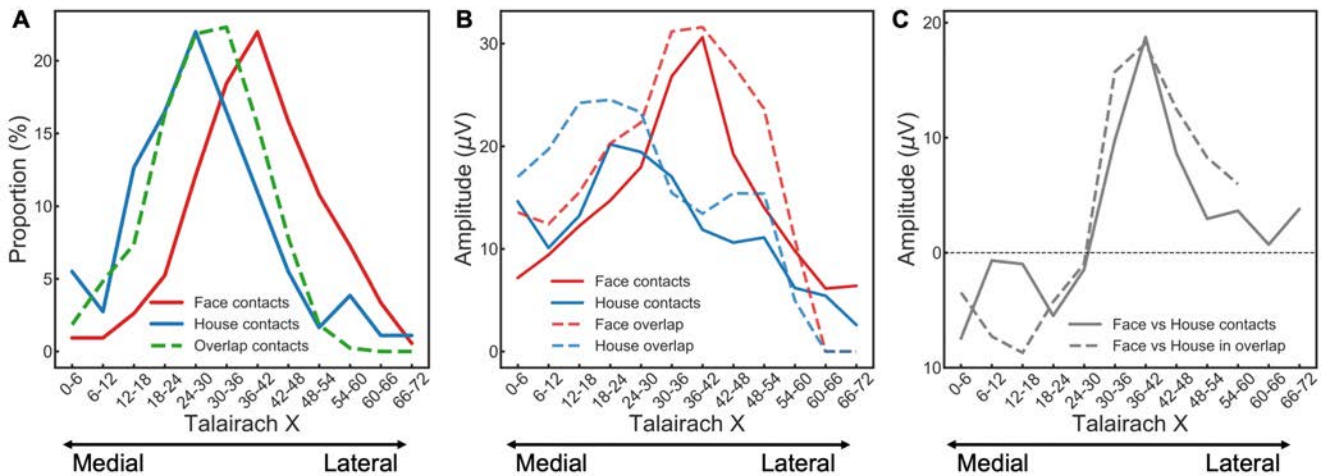 A
Proportion (%)
20
15
10
5
0
Face contacts
House contacts
Overlap contacts
0-6
6-12
12-18
18-24
24-30
30-36
36-42
42-48
48-54
54-60
60-66
66-72
Talairach X
Medial
Lateral
B
Amplitude (µV)
30
20
10
0
Face contacts
House contacts
Face overlap
House overlap
0-6
6-12
12-18
18-24
24-30
30-36
36-42
42-48
48-54
54-60
60-66
66-72
Talairach X
Medial
Lateral
C
Amplitude (µV)
20
10
0
10
Face vs House contacts
Face vs House in overlap
0-6
6-12
12-18
18-24
24-30
30-36
36-42
42-48
48-54
54-60
60-66
66-72
Talairach X
Medial
Lateral